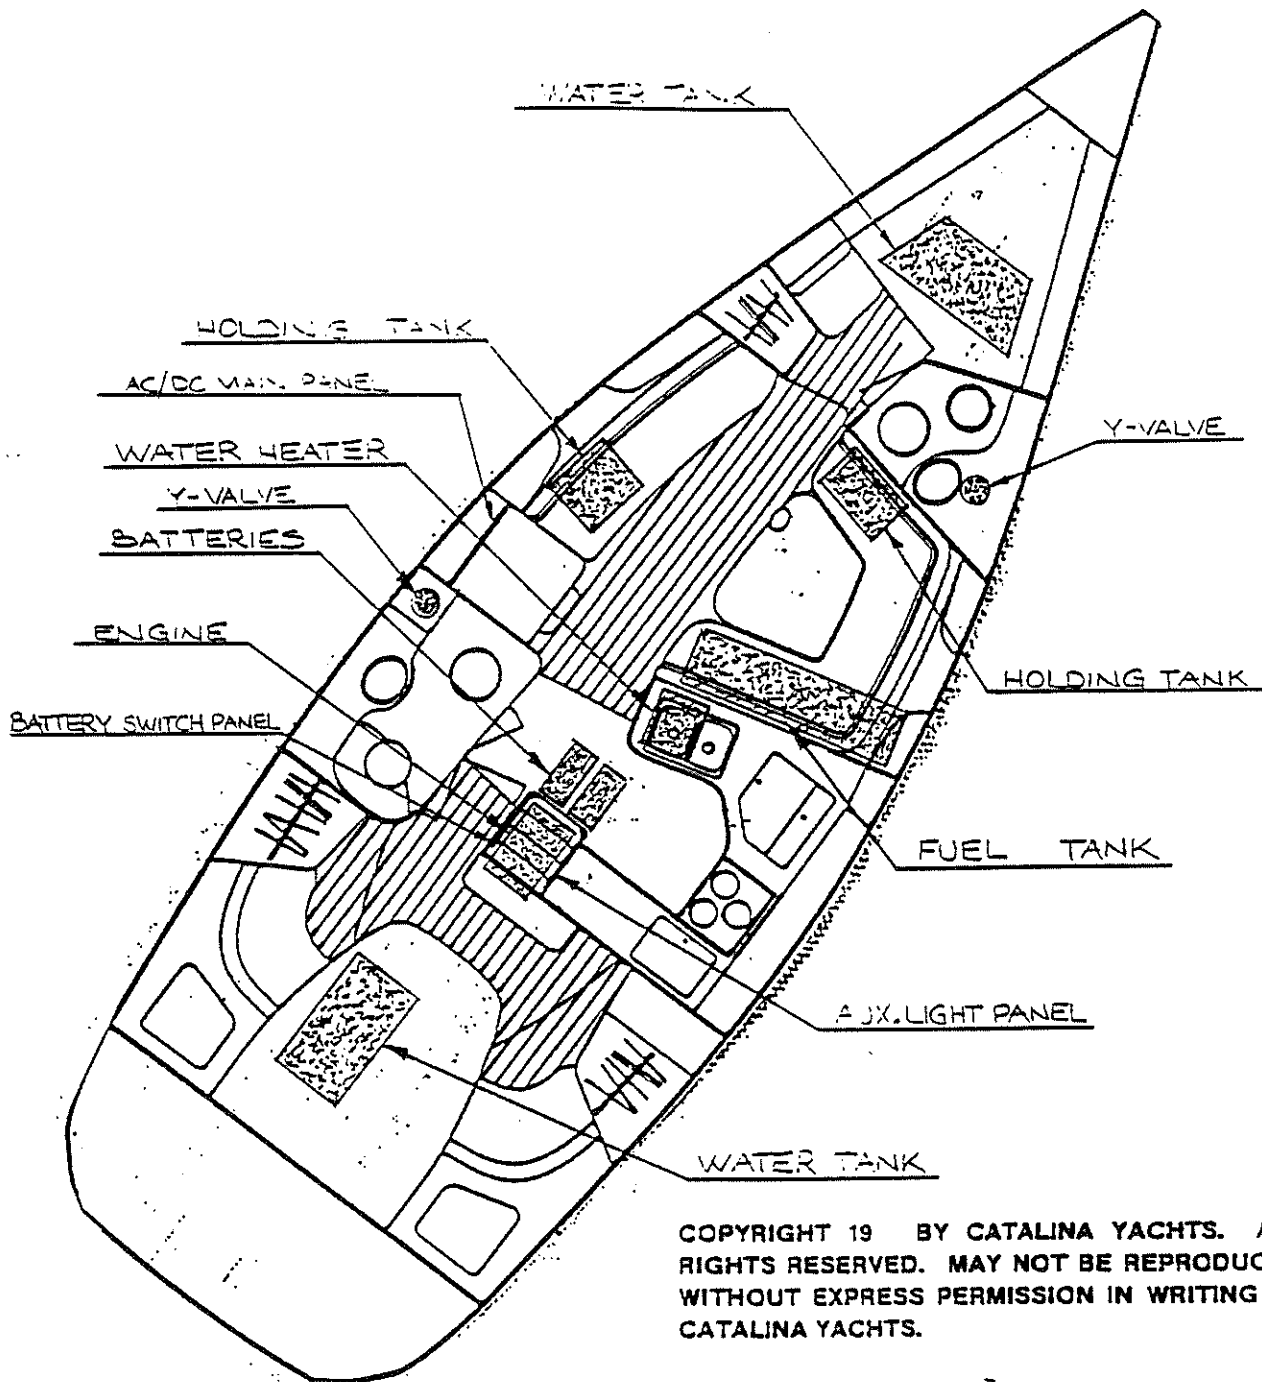 WATER TANK
HOLDING TANK
AC/DC MAIN PANEL
WATER HEATER
Y-VALVE
Y-VALVE
BATTERIES
ENGINE
HOLDING TANK
BATTERY SWITCH PANEL
FUEL TANK
AUX. LIGHT PANEL
WATER TANK
COPYRIGHT 19 BY CATALINA YACHTS. A
RIGHTS RESERVED. MAY NOT BE REPRODUC
WITHOUT EXPRESS PERMISSION IN WRITING
CATALINA YACHTS.